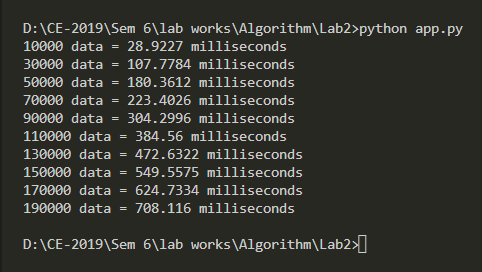 D:\CE-2019\Sem 6\lab works\Algorithm\Lab2>python app.py
10000 data = 28.9227 milliseconds
30000 data = 107.7784 milliseconds
50000 data = 180.3612 milliseconds
70000 data = 223.4026 milliseconds
90000 data = 304.2996 milliseconds
110000 data = 384.56 milliseconds
130000 data = 472.6322 milliseconds
150000 data = 549.5575 milliseconds
170000 data = 624.7334 milliseconds
190000 data = 708.116 milliseconds
D:\CE-2019\Sem 6\lab works\Algorithm\Lab2>